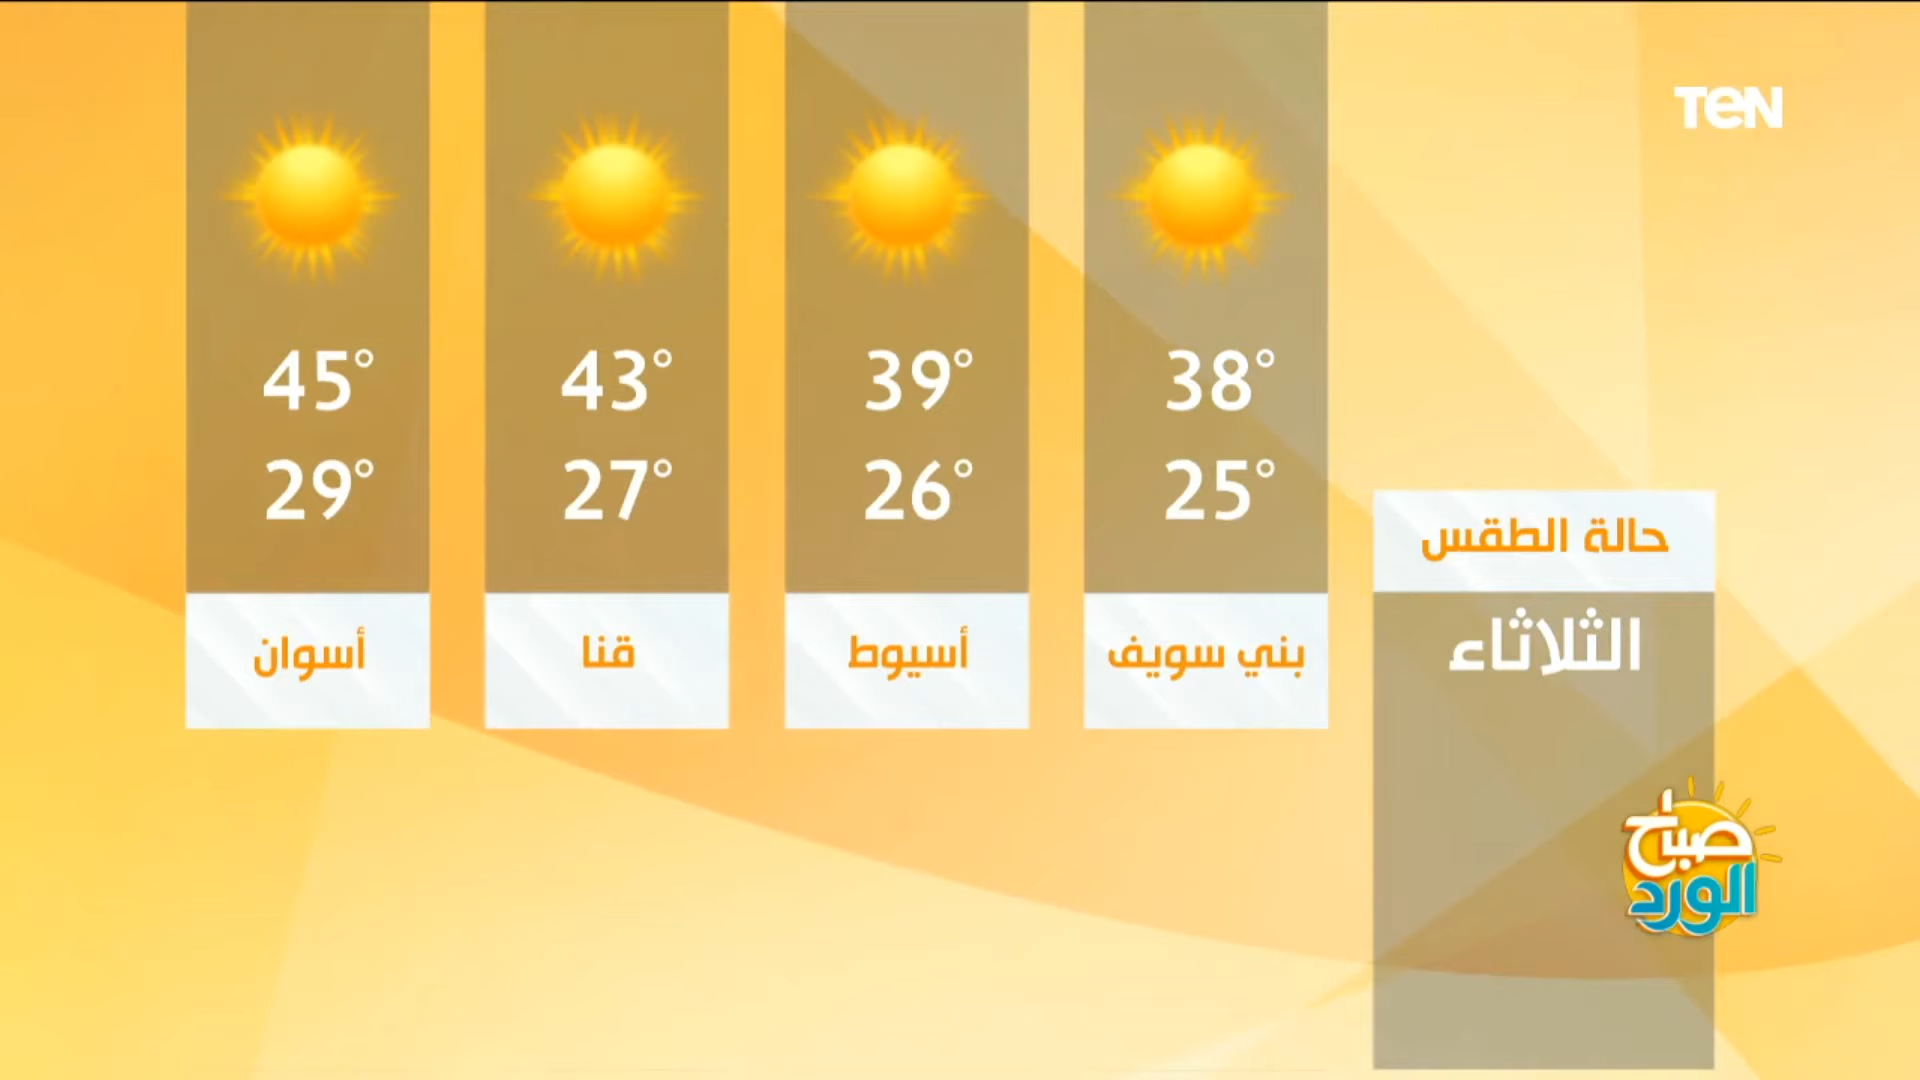 TEN
حالة الطقس
الثلاثاء
38° 39° 43° 45°
25° 26° 27° 29°
بني سويف أسيوط قنا أسوان
صباح
الورد